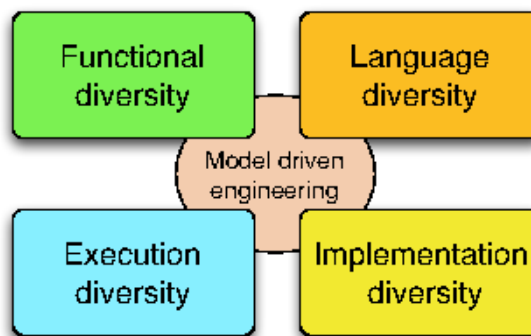 Functional
diversity
Language
diversity
Model driven
engineering
Execution
diversity
Implementation
diversity